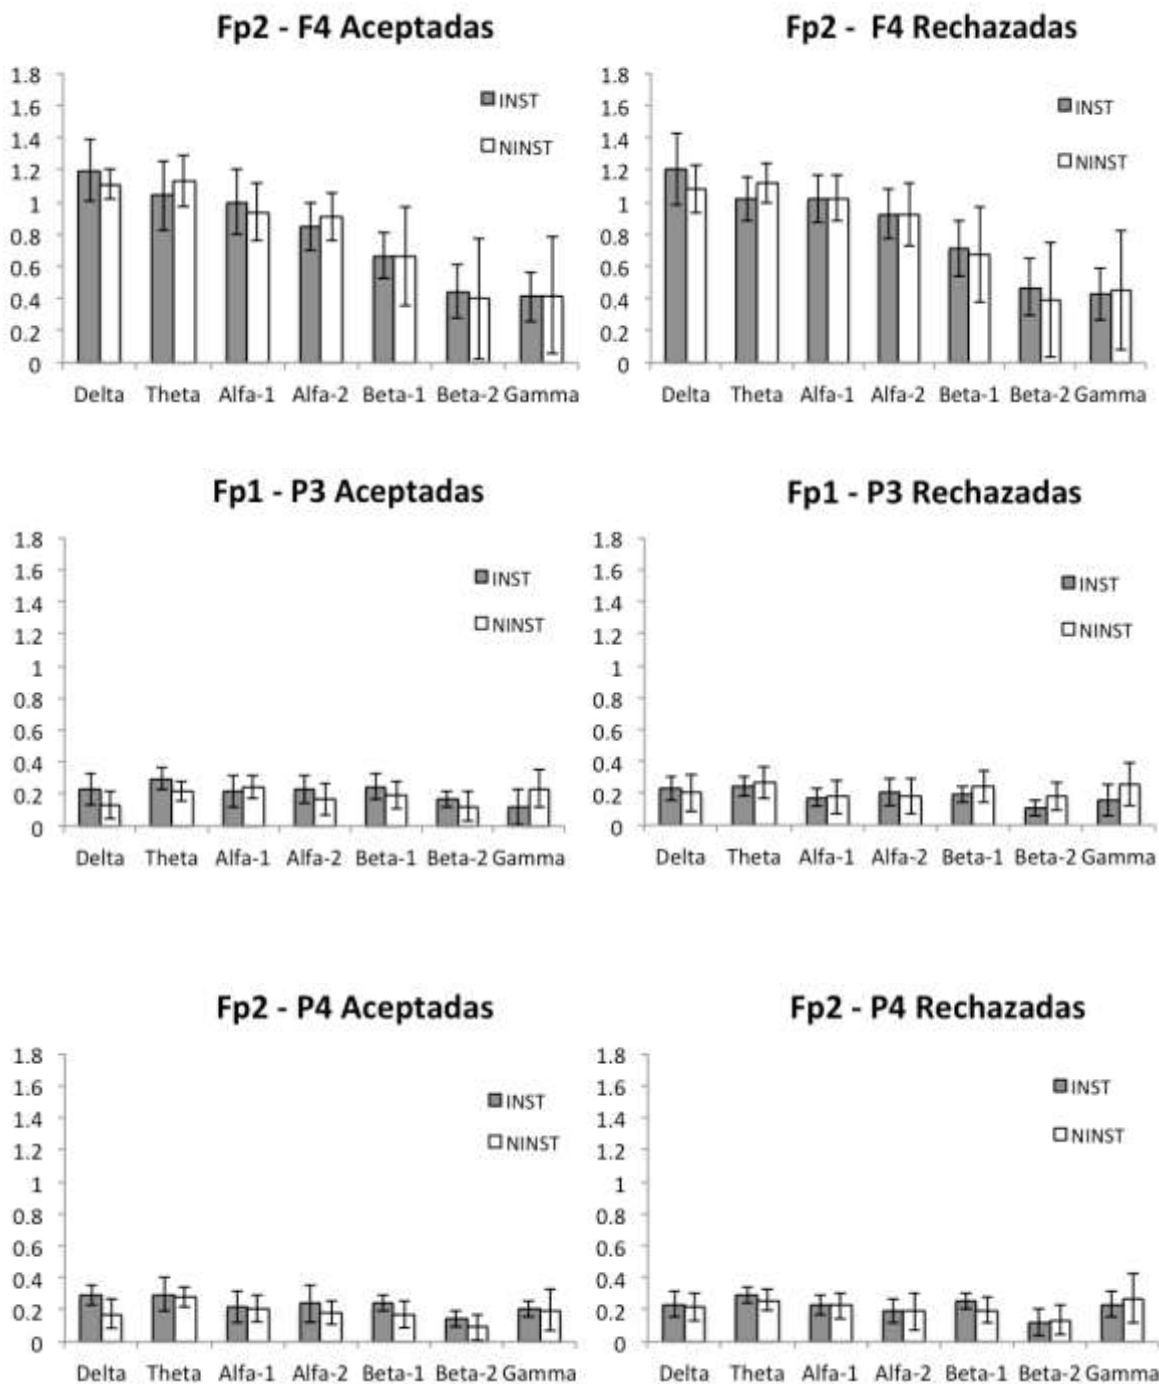 Fp2 - F4 Aceptadas
1.8
1.6
1.4
1.2
1
0.8
0.6
0.4
0.2
0
INST
NINST
Delta Theta Alfa-1 Alfa-2 Beta-1 Beta-2 Gamma
Fp2 - F4 Rechazadas
1.8
1.6
1.4
1.2
1
0.8
0.6
0.4
0.2
0
INST
NINST
Delta Theta Alfa-1 Alfa-2 Beta-1 Beta-2 Gamma
Fp1 - P3 Aceptadas
1.8
1.6
1.4
1.2
1
0.8
0.6
0.4
0.2
0
INST
NINST
Delta Theta Alfa-1 Alfa-2 Beta-1 Beta-2 Gamma
Fp1 - P3 Rechazadas
1.8
1.6
1.4
1.2
1
0.8
0.6
0.4
0.2
0
INST
NINST
Delta Theta Alfa-1 Alfa-2 Beta-1 Beta-2 Gamma
Fp2 - P4 Aceptadas
1.8
1.6
1.4
1.2
1
0.8
0.6
0.4
0.2
0
INST
NINST
Delta Theta Alfa-1 Alfa-2 Beta-1 Beta-2 Gamma
Fp2 - P4 Rechazadas
1.8
1.6
1.4
1.2
1
0.8
0.6
0.4
0.2
0
INST
NINST
Delta Theta Alfa-1 Alfa-2 Beta-1 Beta-2 Gamma